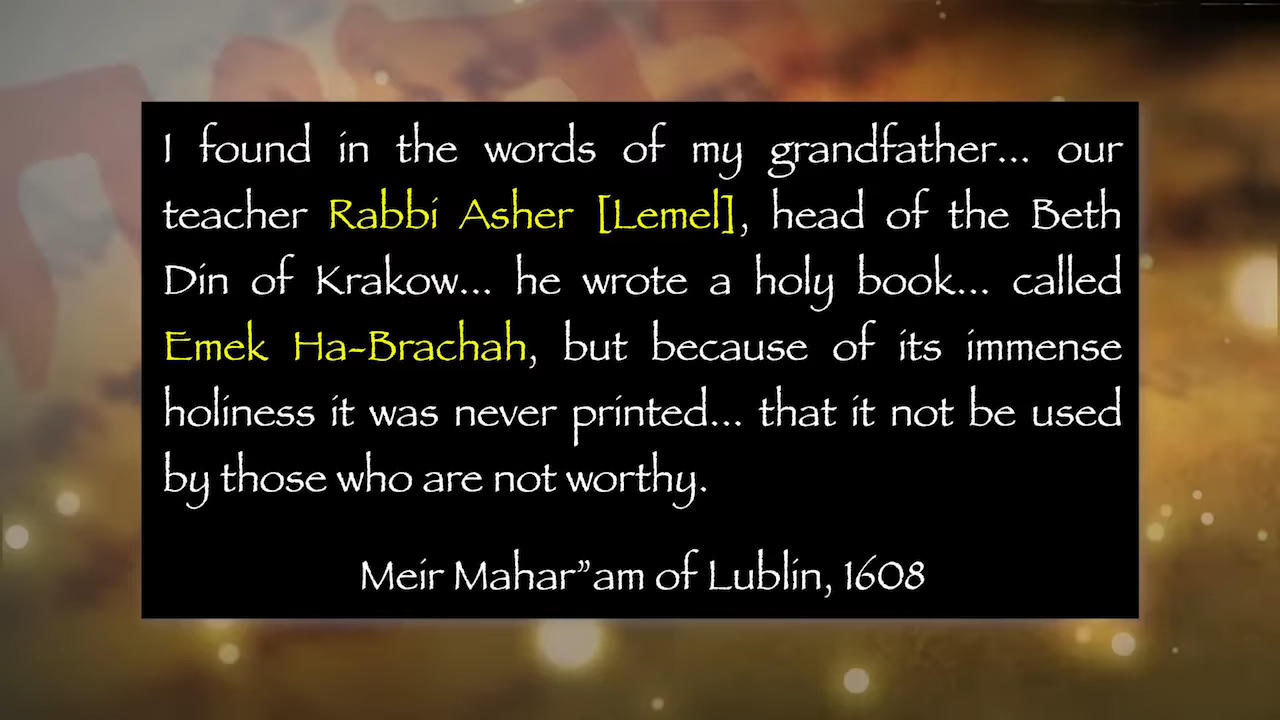 I found in the words of my grandfather... our
teacher Rabbi Asher [Lemel], head of the Beth
Din of Krakow... he wrote a holy book... called
Emek Ha-Brachah, but because of its immense
holiness it was never printed... that it not be used
by those who are not worthy.
Meir Mahar”am of Lublin, 1608